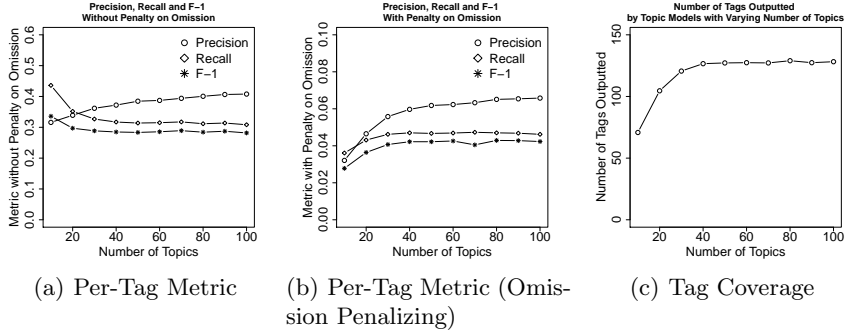 Precision, Recall and F−1
Without Penalty on Omission
Metric without Penalty on Omission
0.0 0.1 0.2 0.3 0.4 0.5 0.6
Precision
Recall
F−1
20 40 60 80 100
Number of Topics
(a) Per-Tag Metric
Precision, Recall and F−1
With Penalty on Omission
Metric with Penalty on Omission
0.00 0.02 0.04 0.06 0.08 0.10
Precision
Recall
F−1
20 40 60 80 100
Number of Topics
(b) Per-Tag Metric (Omis-
sion Penalizing)
Number of Tags Outputted
by Topic Models with Varying Number of Topics
Number of Tags Outputted
0 50 100 150
20 40 60 80 100
Number of Topics
(c) Tag Coverage